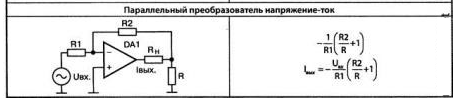 Параллельный преобразователь напряжение-ток
R2
R1
DA1
Rн
Uвх.
Iвых.
R
-1/R1(R2/R+1)
Iвых=-Uвх/R1(R2/R+1)